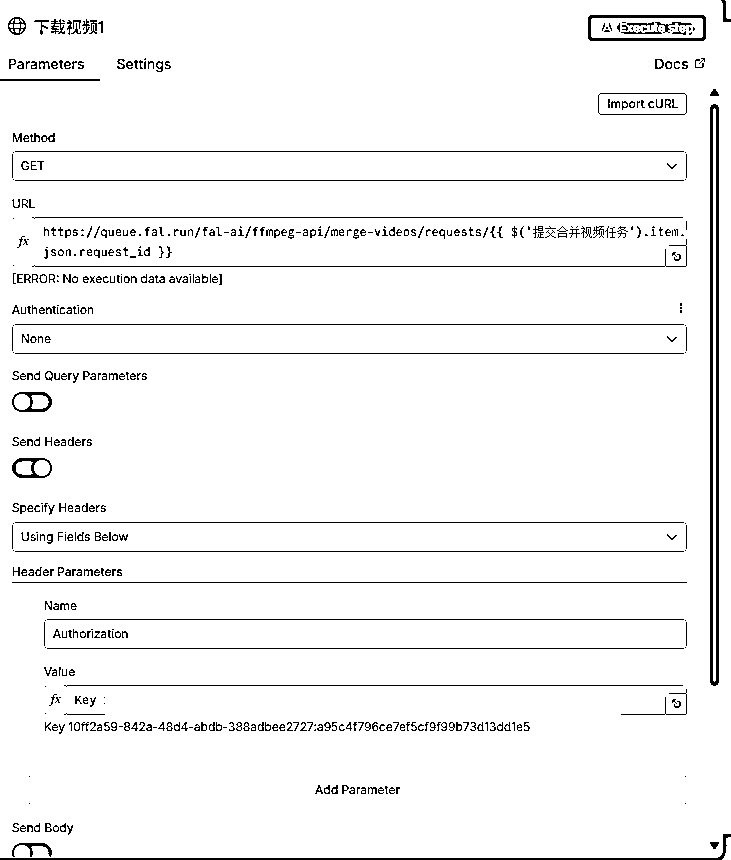 下载视频1
Execute step
Parameters
Settings
Docs
Import cURL
Method
GET
URL
fx
https://queue.fal.run/fal-ai/ffmpeg-api/merge-videos/requests/{{ $('提交合并视频任务').item.
json.request_id }}
[ERROR: No execution data available]
Authentication
None
Send Query Parameters
Send Headers
Specify Headers
Using Fields Below
Header Parameters
Name
Authorization
Value
fx
Key
Key 10ff2a59-842a-48d4-abdb-388adbee2727:a95c4f796ce7ef5cf9f99b73d13dd1e5
Add Parameter
Send Body